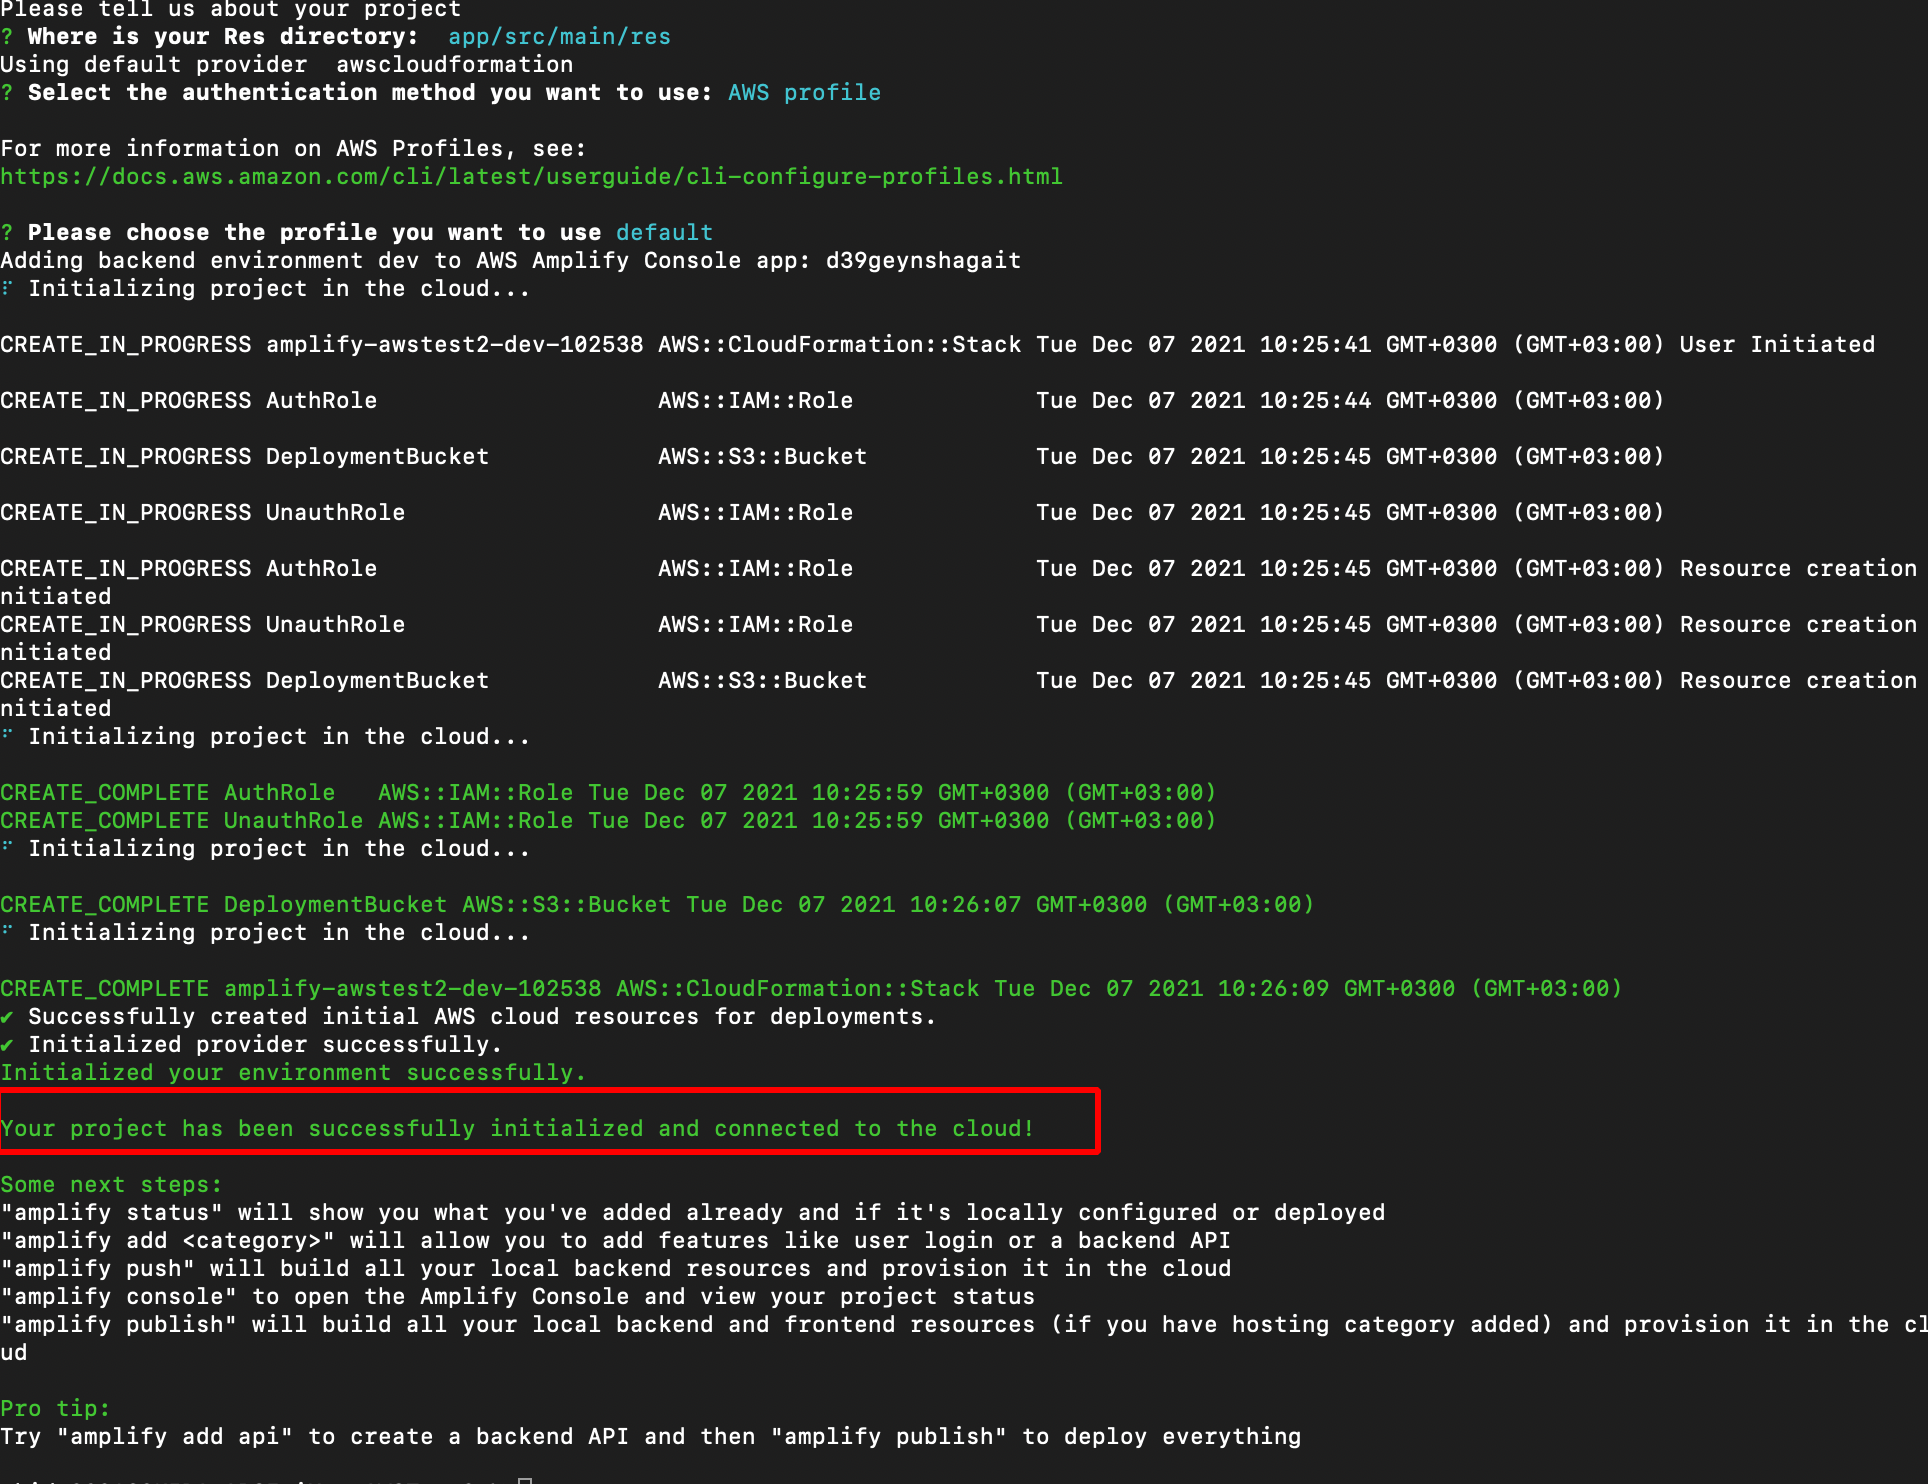 Please tell us about your project
? Where is your Res directory:  app/src/main/res
Using default provider  awscloudformation
? Select the authentication method you want to use: AWS profile
For more information on AWS Profiles, see:
https://docs.aws.amazon.com/cli/latest/userguide/cli-configure-profiles.html
? Please choose the profile you want to use default
Adding backend environment dev to AWS Amplify Console app: d39geynshagait
⠏ Initializing project in the cloud...
CREATE_IN_PROGRESS amplify-awstest2-dev-102538 AWS::CloudFormation::Stack Tue Dec 07 2021 10:25:41 GMT+0300 (GMT+03:00) User Initiated
CREATE_IN_PROGRESS AuthRole                    AWS::IAM::Role             Tue Dec 07 2021 10:25:44 GMT+0300 (GMT+03:00)
CREATE_IN_PROGRESS DeploymentBucket            AWS::S3::Bucket            Tue Dec 07 2021 10:25:45 GMT+0300 (GMT+03:00)
CREATE_IN_PROGRESS UnauthRole                  AWS::IAM::Role             Tue Dec 07 2021 10:25:45 GMT+0300 (GMT+03:00)
CREATE_IN_PROGRESS AuthRole                    AWS::IAM::Role             Tue Dec 07 2021 10:25:45 GMT+0300 (GMT+03:00) Resource creation
nitiated
CREATE_IN_PROGRESS UnauthRole                  AWS::IAM::Role             Tue Dec 07 2021 10:25:45 GMT+0300 (GMT+03:00) Resource creation
nitiated
CREATE_IN_PROGRESS DeploymentBucket            AWS::S3::Bucket            Tue Dec 07 2021 10:25:45 GMT+0300 (GMT+03:00) Resource creation
nitiated
⠋ Initializing project in the cloud...
CREATE_COMPLETE AuthRole   AWS::IAM::Role Tue Dec 07 2021 10:25:59 GMT+0300 (GMT+03:00)
CREATE_COMPLETE UnauthRole AWS::IAM::Role Tue Dec 07 2021 10:25:59 GMT+0300 (GMT+03:00)
⠋ Initializing project in the cloud...
CREATE_COMPLETE DeploymentBucket AWS::S3::Bucket Tue Dec 07 2021 10:26:07 GMT+0300 (GMT+03:00)
⠋ Initializing project in the cloud...
CREATE_COMPLETE amplify-awstest2-dev-102538 AWS::CloudFormation::Stack Tue Dec 07 2021 10:26:09 GMT+0300 (GMT+03:00)
✔ Successfully created initial AWS cloud resources for deployments.
✔ Initialized provider successfully.
Initialized your environment successfully.
Your project has been successfully initialized and connected to the cloud!
Some next steps:
"amplify status" will show you what you've added already and if it's locally configured or deployed
"amplify add <category>" will allow you to add features like user login or a backend API
"amplify push" will build all your local backend resources and provision it in the cloud
"amplify console" to open the Amplify Console and view your project status
"amplify publish" will build all your local backend and frontend resources (if you have hosting category added) and provision it in the cl
ud
Pro tip:
Try "amplify add api" to create a backend API and then "amplify publish" to deploy everything